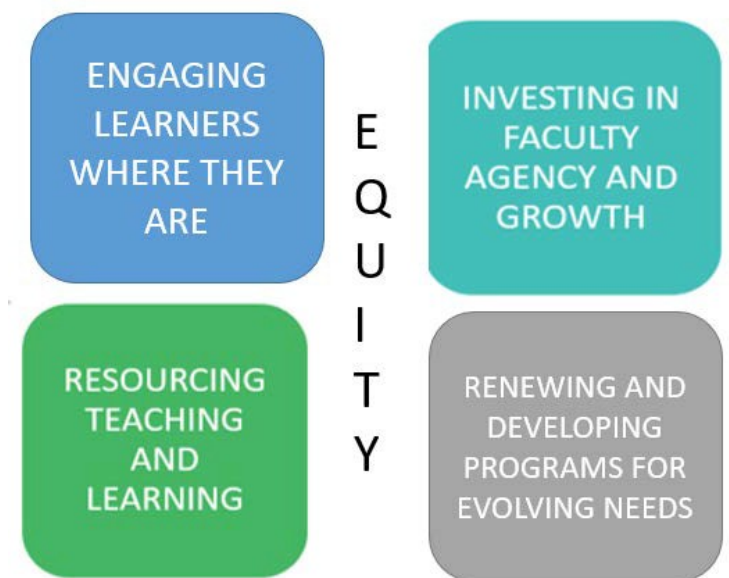 ENGAGING
LEARNERS
WHERE THEY
ARE
EQUITY
INVESTING IN
FACULTY
AGENCY AND
GROWTH
RESOURCING
TEACHING
AND
LEARNING
RENEWING AND
DEVELOPING
PROGRAMS FOR
EVOLVING NEEDS